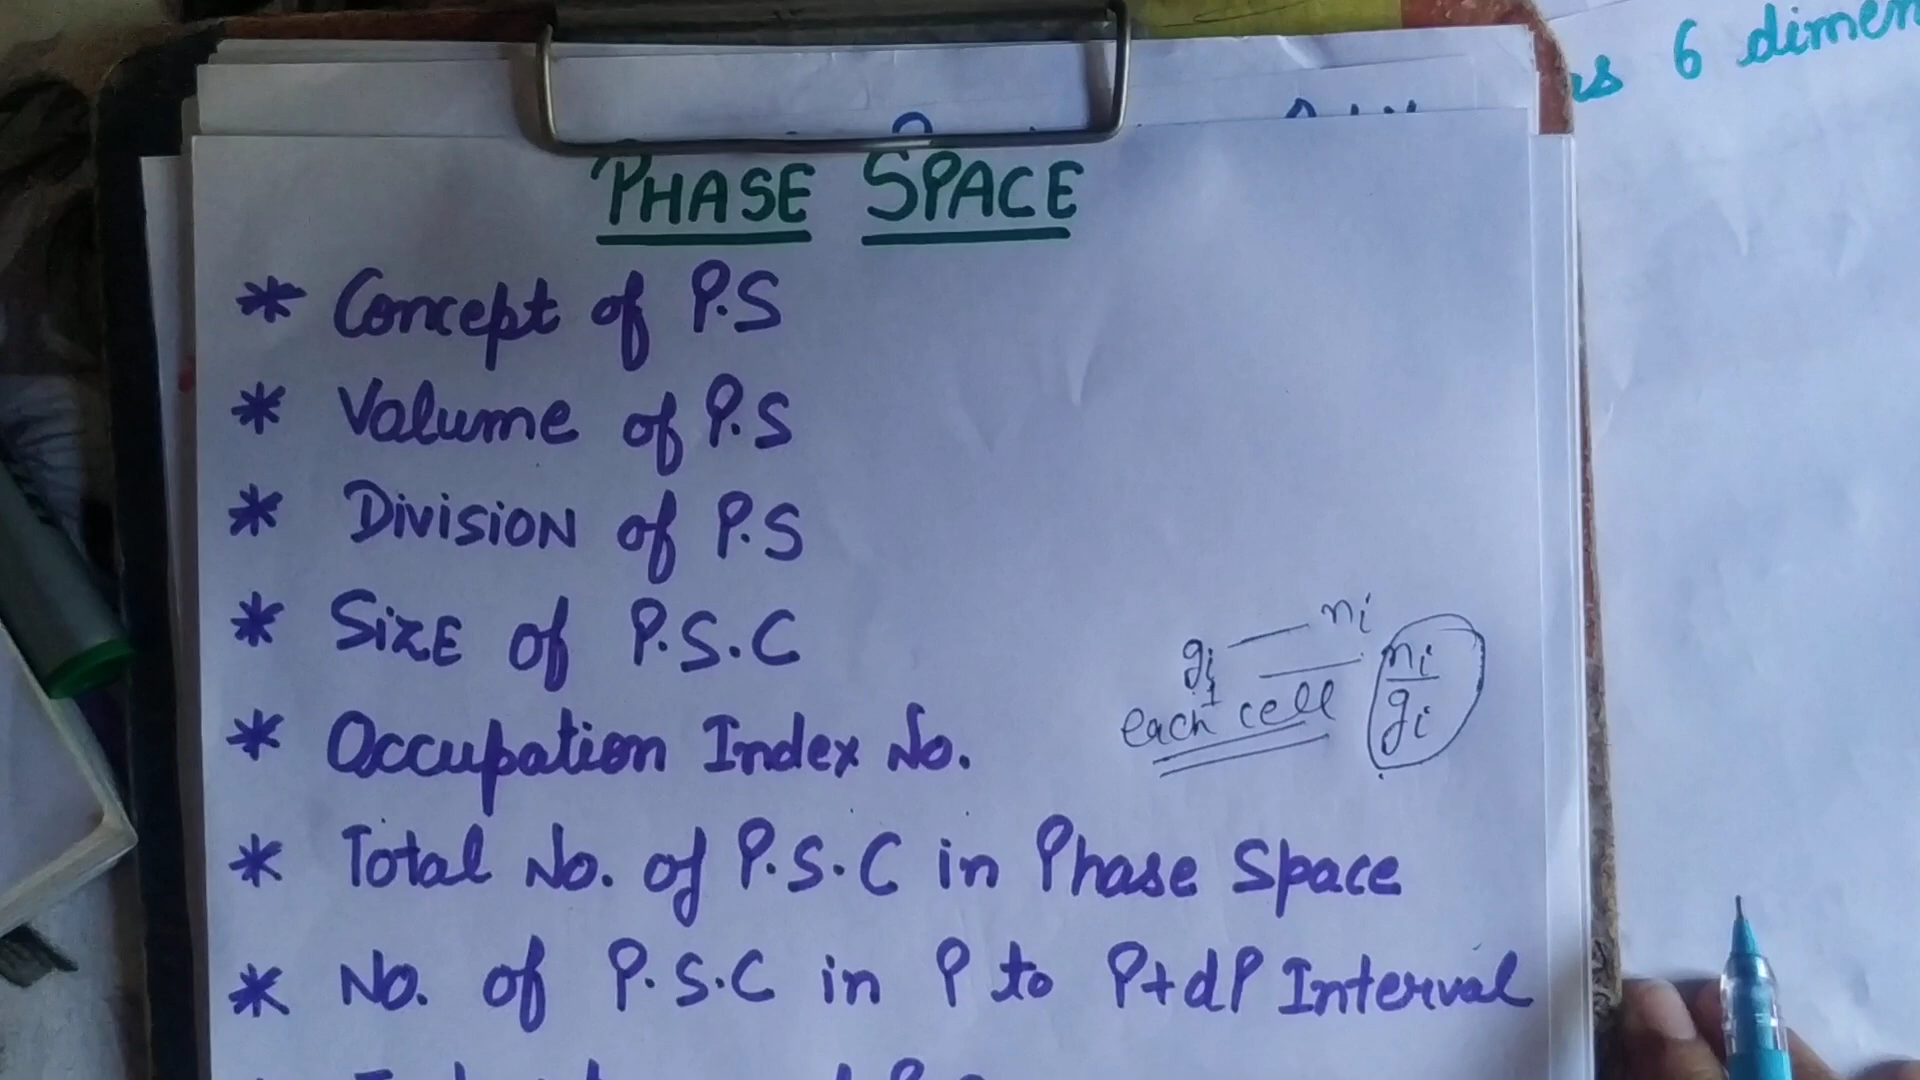 PHASE SPACE
* Concept of P.S
* Volume of P.S
* Division of P.S
* Size of P.S.C
* Occupation Index No.
* Total No. of P.S.C in Phase Space
* No. of P.S.C in P to P+dP Interval
gi — ni
each cell — ni/gi
6 dimen